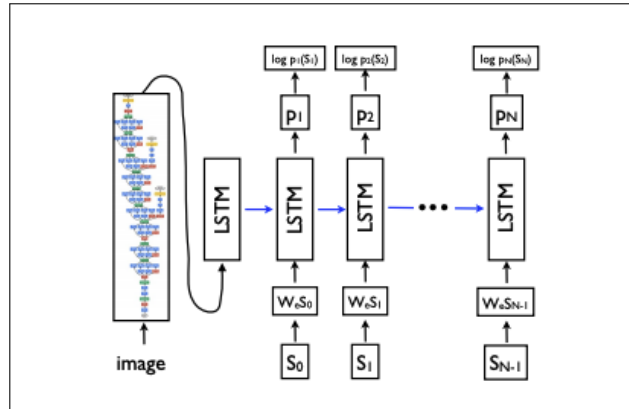 log p1(S1) log p2(S2) log pN(SN)
p1 p2 pN
LSTM LSTM LSTM LSTM
WeS0 WeS1 WeSN-1
image S0 S1 SN-1